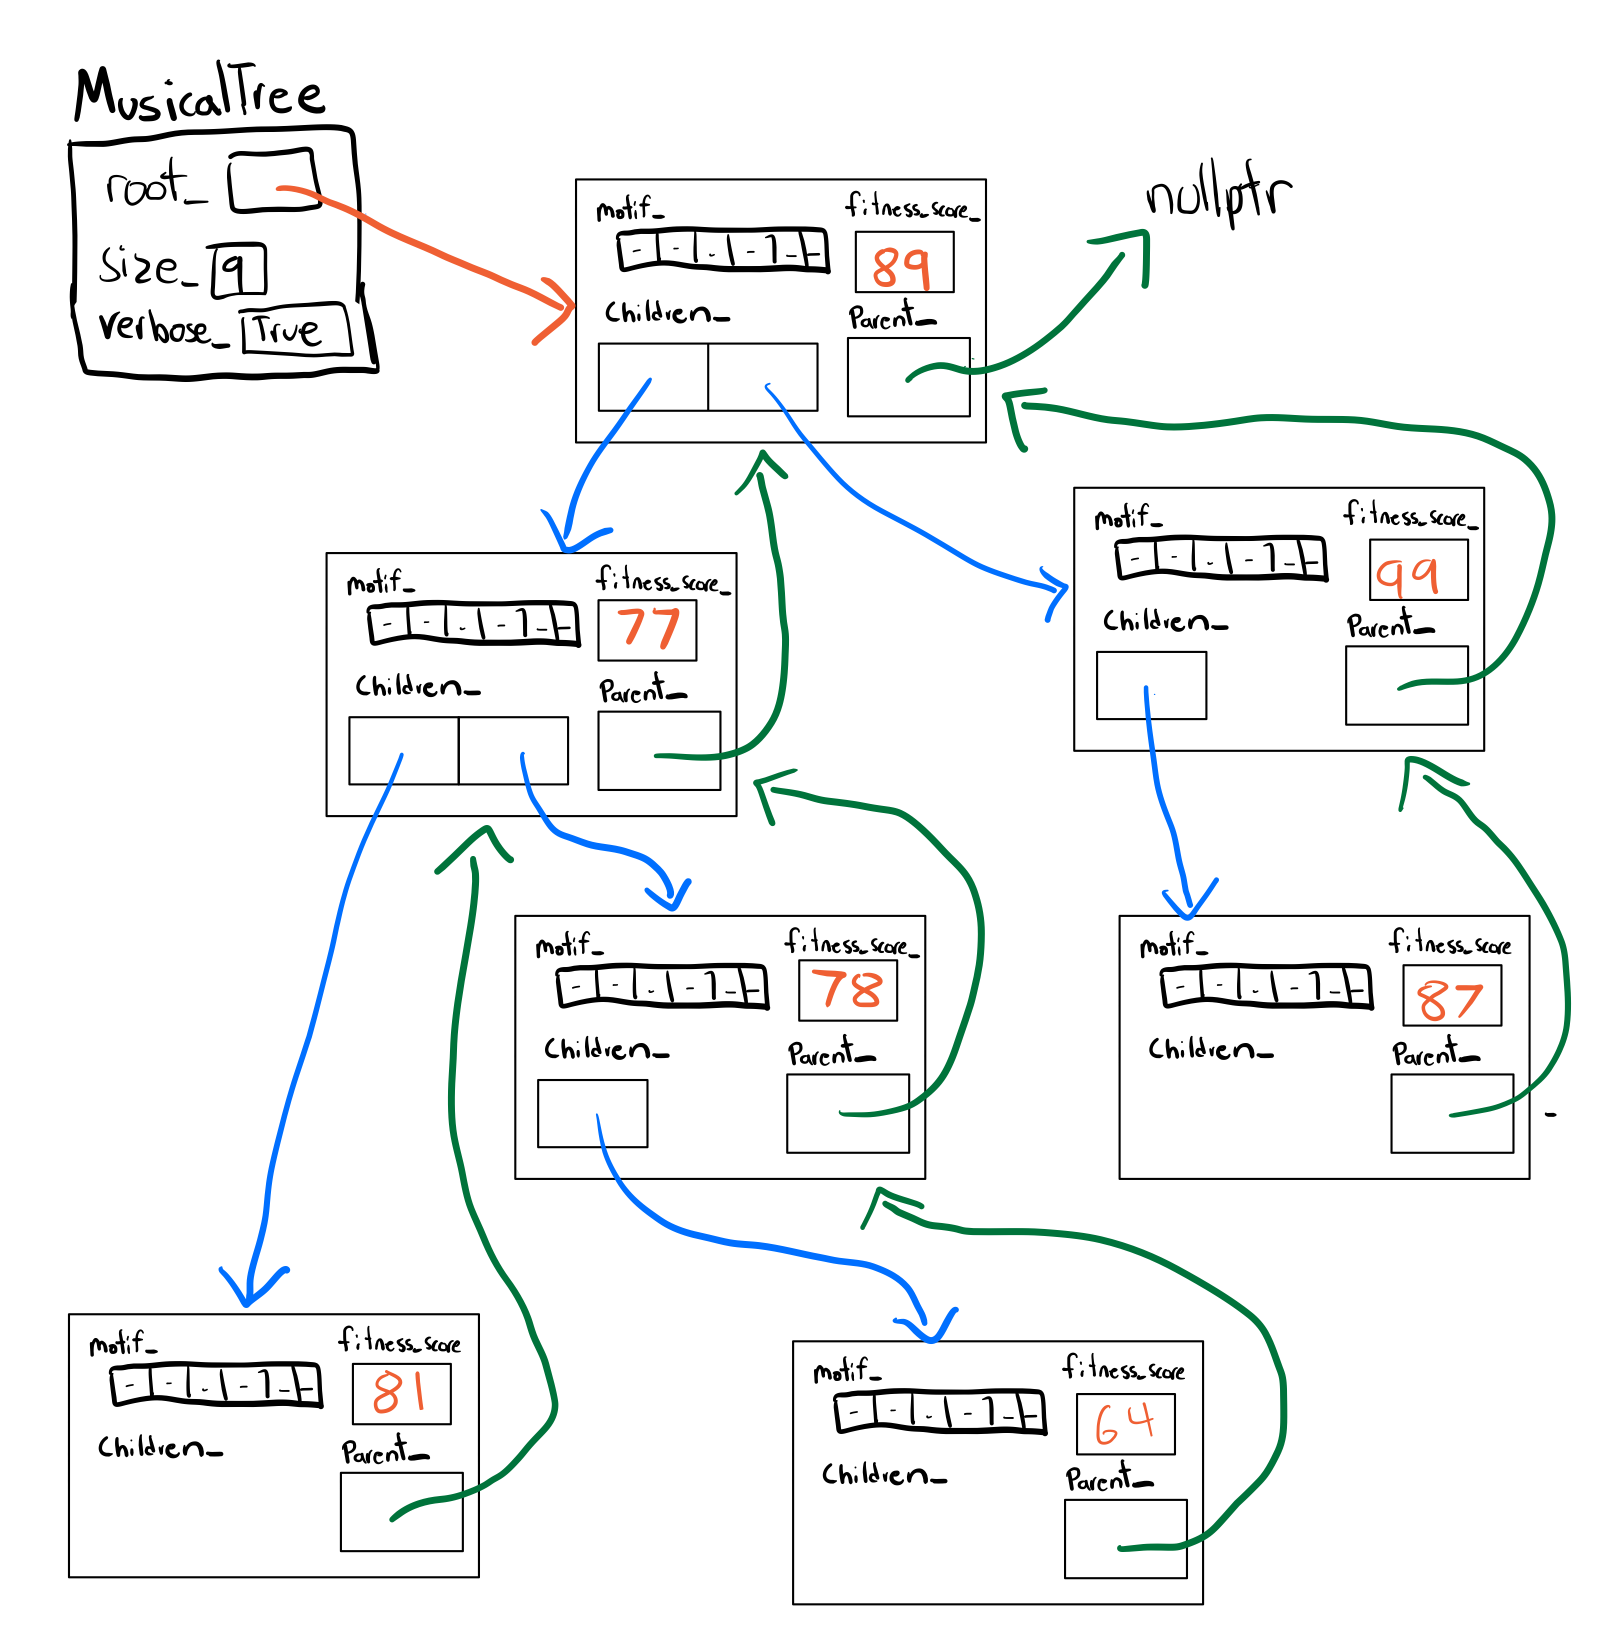 MusicalTree
root_
size_ 9
verbose_ True
nullptr
motif_ fitness_score_
89
Children_ Parent_
motif_ fitness_score_
99
Children_ Parent_
motif_ fitness_score_
77
Children_ Parent_
motif_ fitness_score_
78
Children_ Parent_
motif_ fitness_score
87
Children_ Parent_
motif_ fitness_score
81
Children_ Parent_
motif_ fitness_score
64
Children_ Parent_